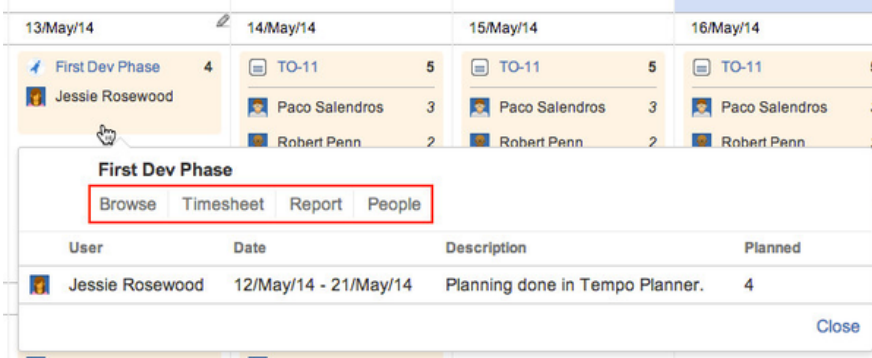 13/May/14 14/May/14 15/May/14 16/May/14
First Dev Phase 4 TO-11 5 TO-11 5 TO-11
Jessie Rosewood Paco Salendros 3 Paco Salendros 3 Paco Salendros
Robert Penn 2 Robert Penn 2 Robert Penn
First Dev Phase
Browse Timesheet Report People
User Date Description Planned
Jessie Rosewood 12/May/14 - 21/May/14 Planning done in Tempo Planner. 4
Close